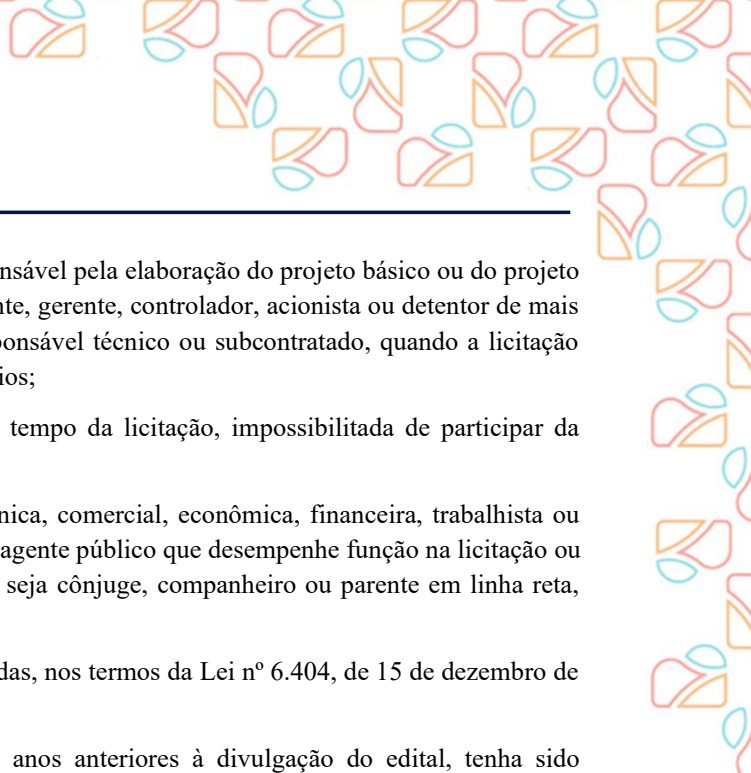 nsável pela elaboração do projeto básico ou do projeto
nte, gerente, controlador, acionista ou detentor de mais
ponsável técnico ou subcontratado, quando a licitação
ios;
tempo da licitação, impossibilitada de participar da
nica, comercial, econômica, financeira, trabalhista ou
agente público que desempenhe função na licitação ou
seja cônjuge, companheiro ou parente em linha reta,
das, nos termos da Lei nº 6.404, de 15 de dezembro de
anos anteriores à divulgação do edital, tenha sido